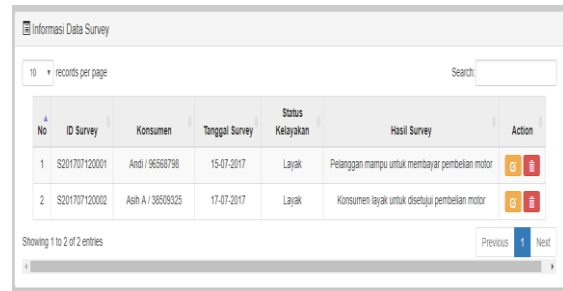 Informasi Data Survey
10 records per page Search:
No ID Survey Konsumen Tanggal Survey Status Kelayakan Hasil Survey Action
1 S201707120001 Andi / 96568798 15-07-2017 Layak Pelanggan mampu untuk membayar pembelian motor
2 S201707120002 Asih A / 38509325 17-07-2017 Layak Konsumen layak untuk disetujui pembelian motor
Showing 1 to 2 of 2 entries Previous 1 Next